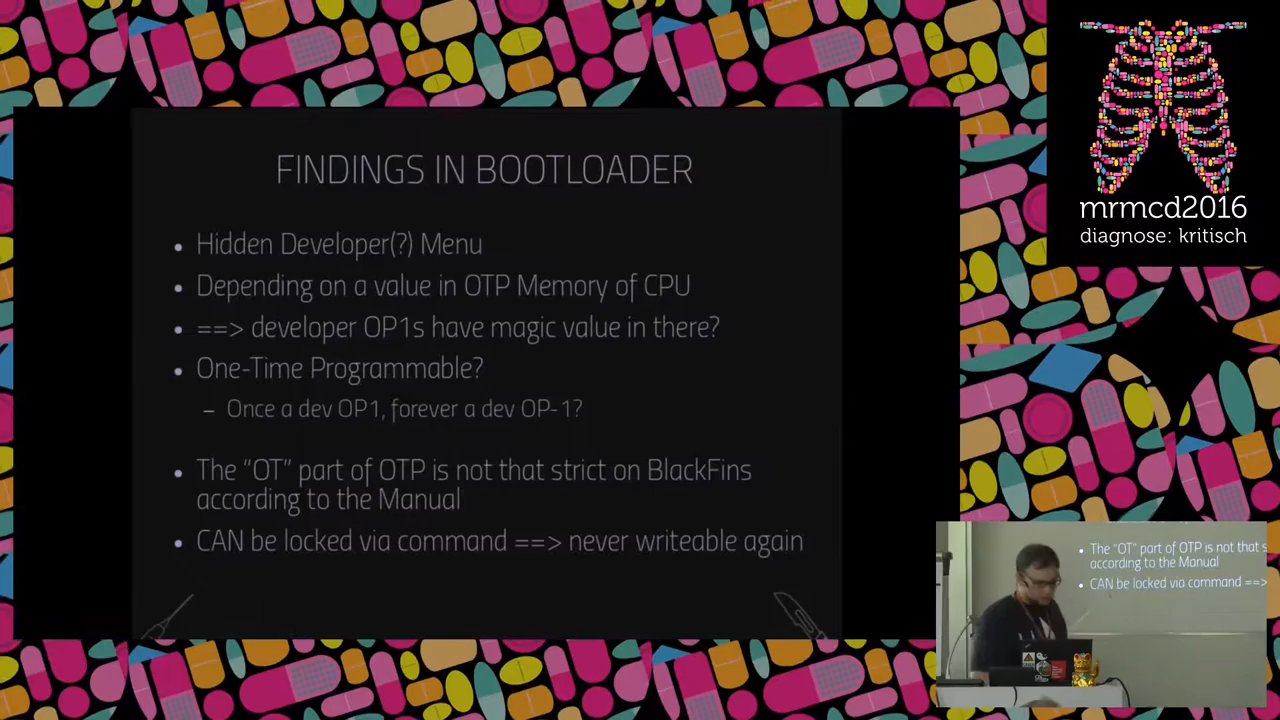 FINDINGS IN BOOTLOADER
• Hidden Developer(?) Menu
• Depending on a value in OTP Memory of CPU
• ==> developer OP1s have magic value in there?
• One-Time Programmable?
– Once a dev OP1, forever a dev OP-1?
• The “OT” part of OTP is not that strict on BlackFins
according to the Manual
• CAN be locked via command ==> never writeable again
mrmcd2016
diagnose: kritisch
• The “OT” part of OTP is not that s
according to the Manual
• CAN be locked via command ==>